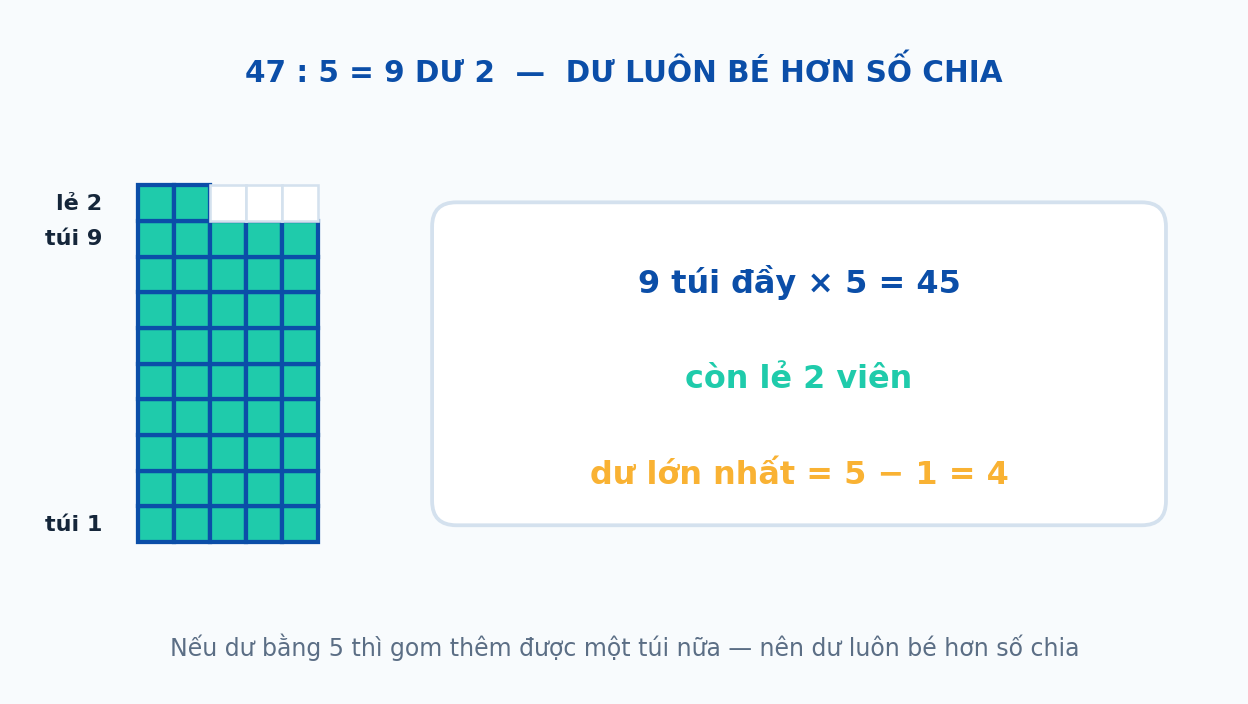 47 : 5 = 9 DƯ 2 — DƯ LUÔN BÉ HƠN SỐ CHIA
lẻ 2
túi 9
túi 1
9 túi đầy × 5 = 45
còn lẻ 2 viên
dư lớn nhất = 5 − 1 = 4
Nếu dư bằng 5 thì gom thêm được một túi nữa — nên dư luôn bé hơn số chia